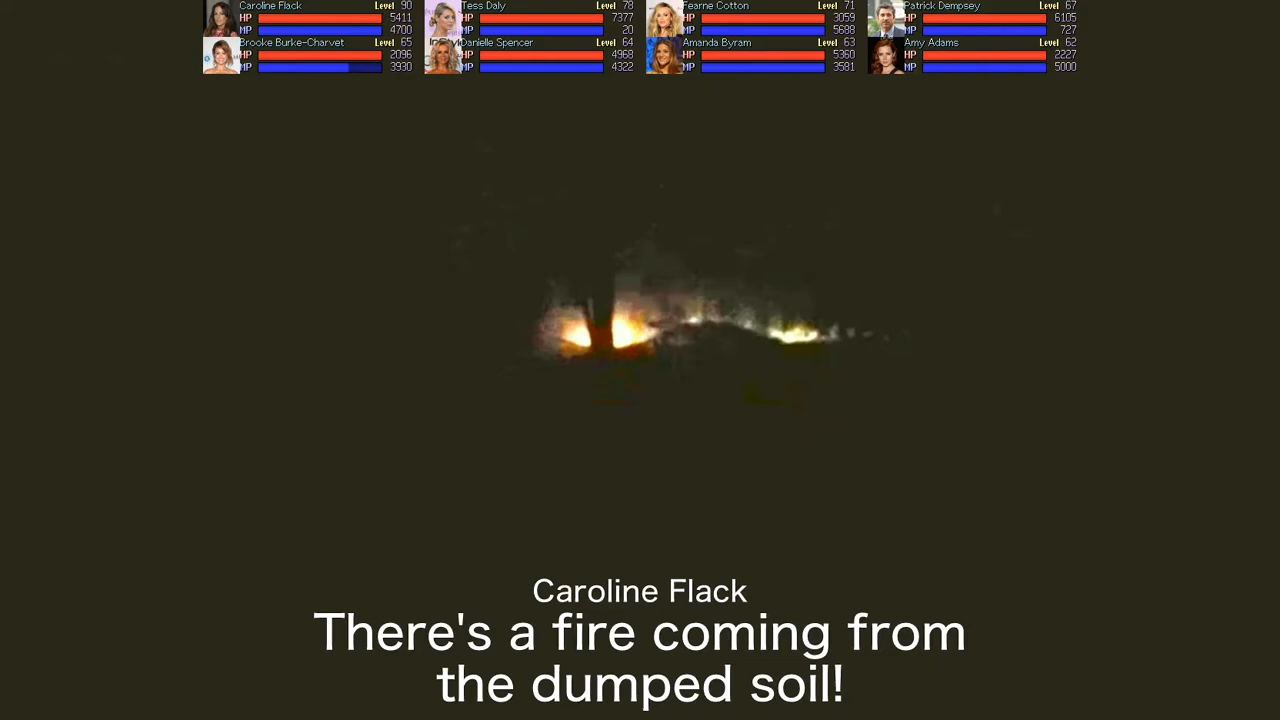 Caroline Flack Level 90
HP 5411
MP 4700
Tess Daly Level 78
HP 7377
MP 20
Fearne Cotton Level 71
HP 3059
MP 5688
Patrick Dempsey Level 67
HP 6105
MP 727
Brooke Burke-Charvet Level 65
HP 2096
MP 3930
Danielle Spencer Level 64
HP 4968
MP 4322
Amanda Byram Level 63
HP 5360
MP 3581
Amy Adams Level 62
HP 2227
MP 5000
Caroline Flack
There's a fire coming from
the dumped soil!